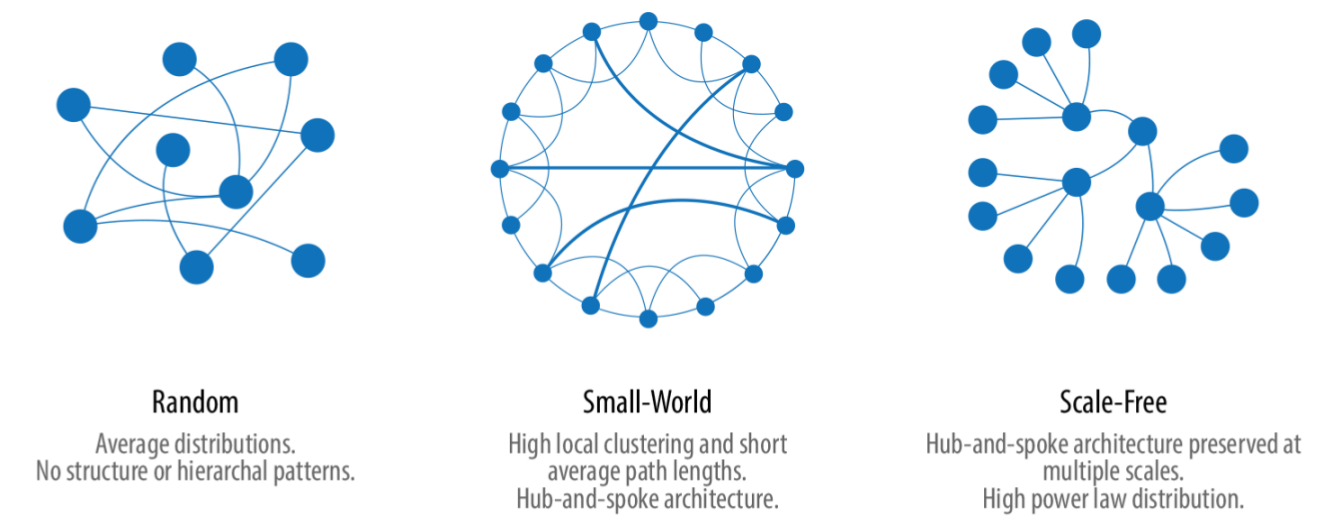 Random
Average distributions.
No structure or hierarchal patterns.
Small-World
High local clustering and short
average path lengths.
Hub-and-spoke architecture.
Scale-Free
Hub-and-spoke architecture preserved at
multiple scales.
High power law distribution.